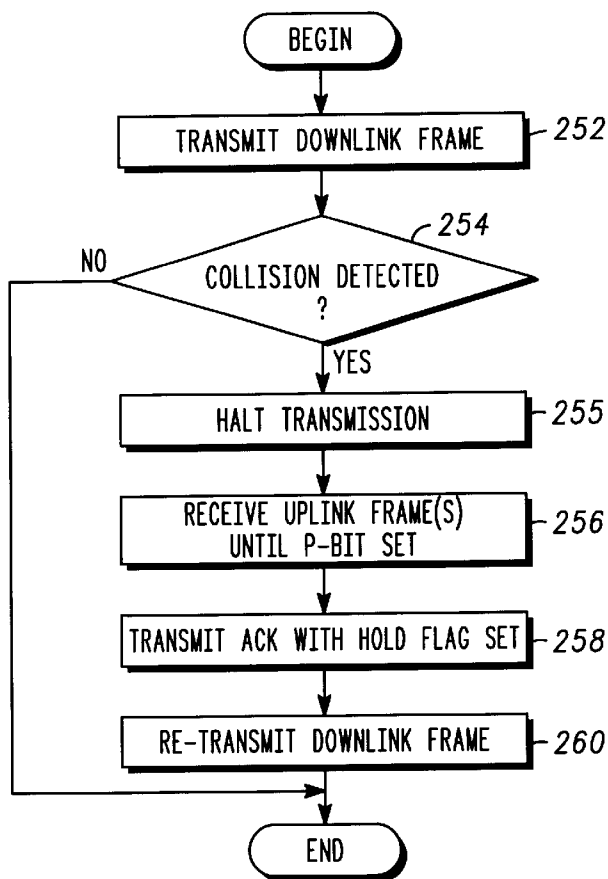 BEGIN
TRANSMIT DOWNLINK FRAME
252
254
NO
COLLISION DETECTED
?
YES
HALT TRANSMISSION
255
RECEIVE UPLINK FRAME(S)
UNTIL P-BIT SET
256
TRANSMIT ACK WITH HOLD FLAG SET
258
RE-TRANSMIT DOWNLINK FRAME
260
END